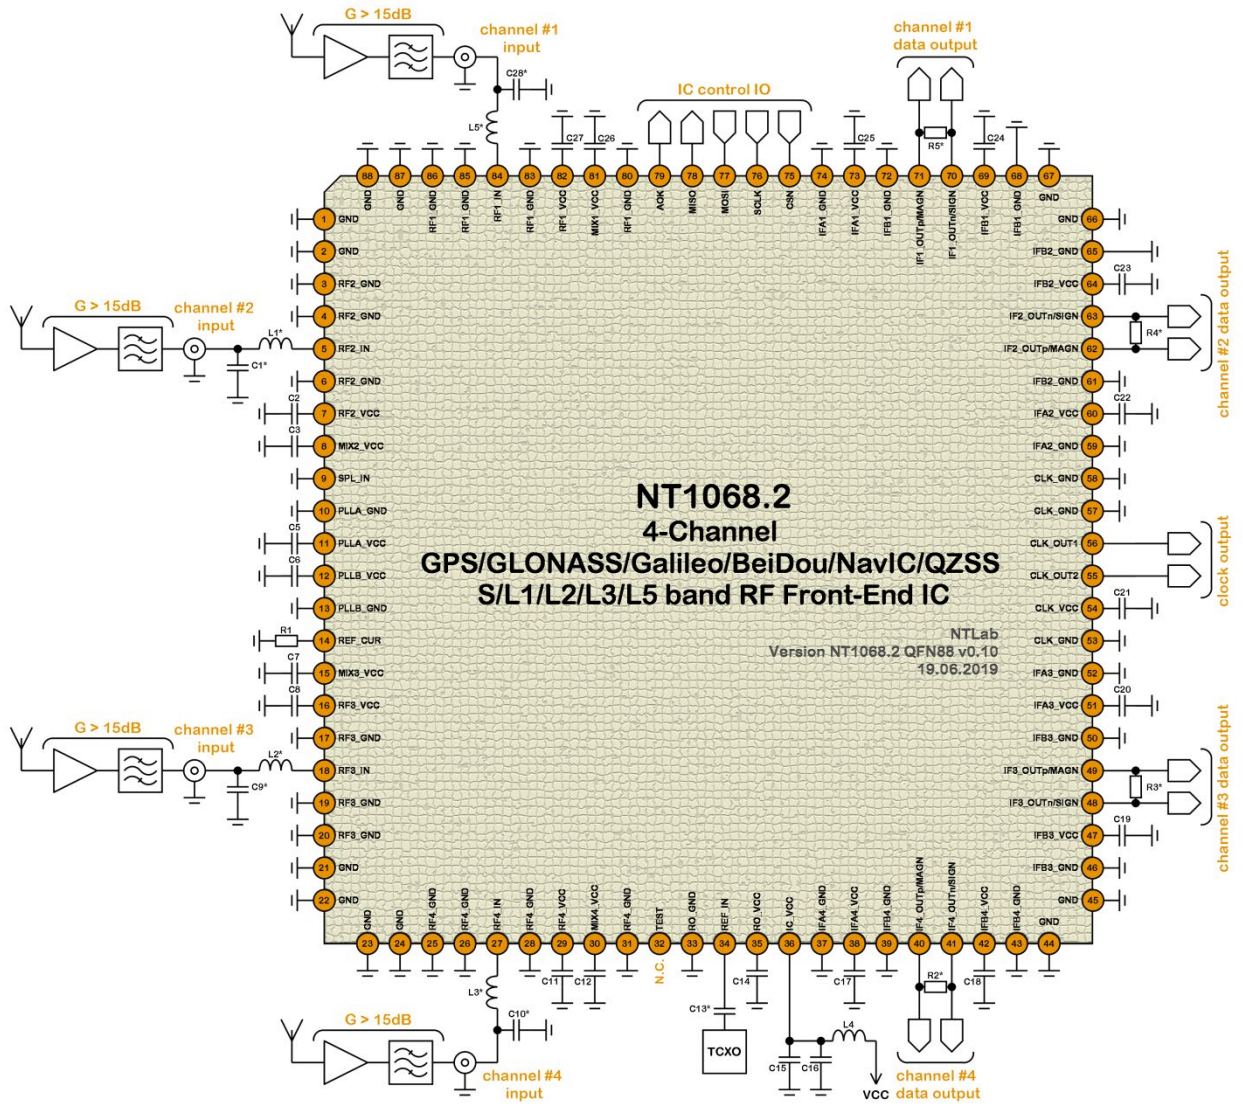 G > 15dB
channel #1
input
C28*
L5*
C27
C26
IC control IO
C25
channel #1
data output
R5*
C24
88
87
86
85
84
83
82
81
80
79
78
77
76
75
74
73
72
71
70
69
68
67
GND
GND
RF1_GND
RF1_GND
RF1_IN
RF1_GND
RF1_VCC
MIX1_VCC
RF1_GND
AOK
MISO
MOSI
SCLK
CSN
IFA1_GND
IFA1_VCC
IFB1_GND
IF1_OUTp/MAGN
IF1_OUTn/SIGN
IFB1_VCC
IFB1_GND
GND
1 GND
2 GND
3 RF2_GND
4 RF2_GND
G > 15dB
channel #2
input
L1*
C1*
5 RF2_IN
6 RF2_GND
C2
7 RF2_VCC
C3
8 MIX2_VCC
9 SPL_IN
10 PLLA_GND
C5
11 PLLA_VCC
C6
12 PLLB_VCC
13 PLLB_GND
R1
14 REF_CUR
C7
15 MIX3_VCC
C8
16 RF3_VCC
17 RF3_GND
G > 15dB
channel #3
input
L2*
C9*
18 RF3_IN
19 RF3_GND
20 RF3_GND
21 GND
22 GND
NT1068.2
4-Channel
GPS/GLONASS/Galileo/BeiDou/NavIC/QZSS
S/L1/L2/L3/L5 band RF Front-End IC
NTLab
Version NT1068.2 QFN88 v0.10
19.06.2019
GND 66
IFB2_GND 65
C23
IFB2_VCC 64
IF2_OUTn/SIGN 63
R4*
IF2_OUTp/MAGN 62
channel #2 data output
IFB2_GND 61
C22
IFA2_VCC 60
IFA2_GND 59
CLK_GND 58
CLK_GND 57
CLK_OUT1 56
CLK_OUT2 55
clock output
C21
CLK_VCC 54
CLK_GND 53
IFA3_GND 52
C20
IFA3_VCC 51
IFB3_GND 50
IF3_OUTp/MAGN 49
R3*
IF3_OUTn/SIGN 48
channel #3 data output
C19
IFB3_VCC 47
IFB3_GND 46
GND 45
GND
GND
RF4_GND
RF4_GND
RF4_IN
RF4_GND
RF4_VCC
MIX4_VCC
RF4_GND
TEST
RO_GND
REF_IN
RO_VCC
IC_VCC
IFA4_GND
IFA4_VCC
IFB4_GND
IF4_OUTp/MAGN
IF4_OUTn/SIGN
IFB4_VCC
IFB4_GND
GND
23
24
25
26
27
28
29
30
31
32
33
34
35
36
37
38
39
40
41
42
43
44
L3*
C11
C12
N.C.
C14
C17
R2*
C18
G > 15dB
C10*
channel #4
input
C13*
TCXO
C15
C16
L4
VCC
channel #4
data output